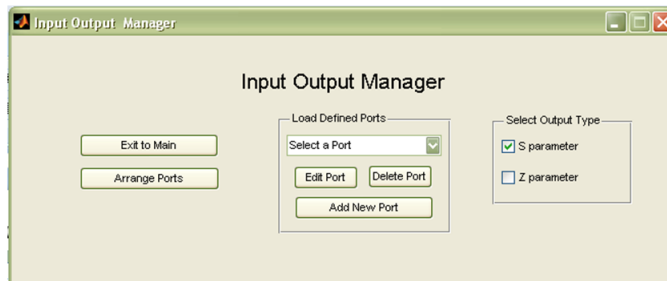 Input Output Manager
Input Output Manager
Exit to Main
Arrange Ports
Load Defined Ports
Select a Port
Edit Port
Delete Port
Add New Port
Select Output Type
S parameter
Z parameter